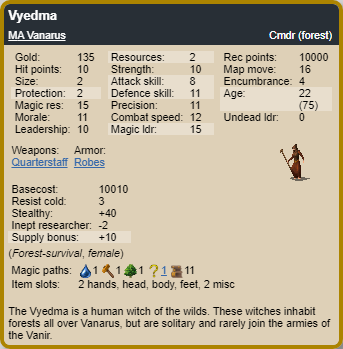 Vyedma
MA Vanarus Cmdr (forest)
Gold: 135 Resources: 2 Rec points: 10000
Hit points: 10 Strength: 10 Map move: 16
Size: 2 Attack skill: 8 Encumbrance: 4
Protection: 2 Defence skill: 11 Age: 22
Magic res: 15 Precision: 11 (75)
Morale: 11 Combat speed: 12 Undead ldr: 0
Leadership: 10 Magic ldr: 15
Weapons: Armor:
Quarterstaff Robes
Basecost: 10010
Resist cold: 3
Stealthy: +40
Inept researcher: -2
Supply bonus: +10
(Forest-survival, female)
Magic paths: 1 1 1 ? 1 11
Item slots: 2 hands, head, body, feet, 2 misc
The Vyedma is a human witch of the wilds. These witches inhabit
forests all over Vanarus, but are solitary and rarely join the armies of
the Vanir.